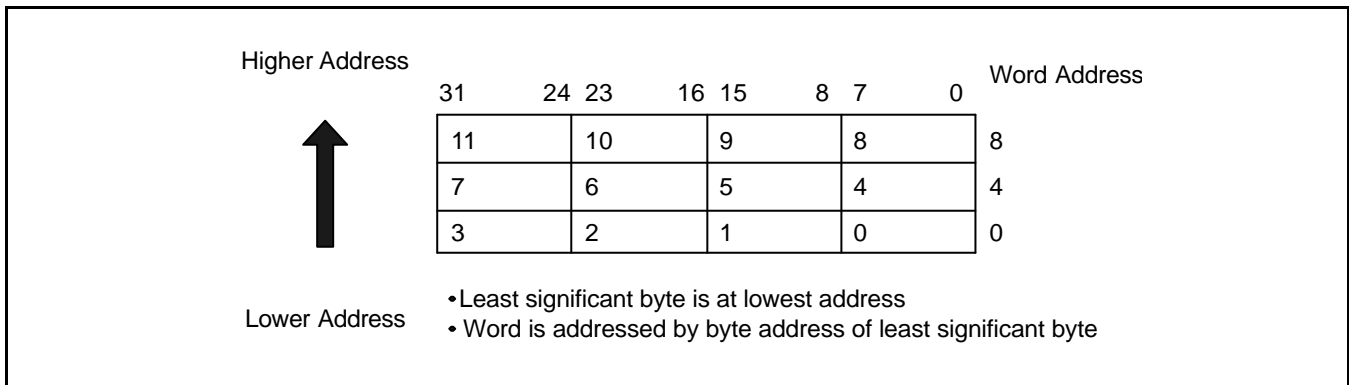 Higher Address
Word Address
31 24 23 16 15 8 7 0
11 10 9 8 8
7 6 5 4 4
3 2 1 0 0
Lower Address
•Least significant byte is at lowest address
• Word is addressed by byte address of least significant byte